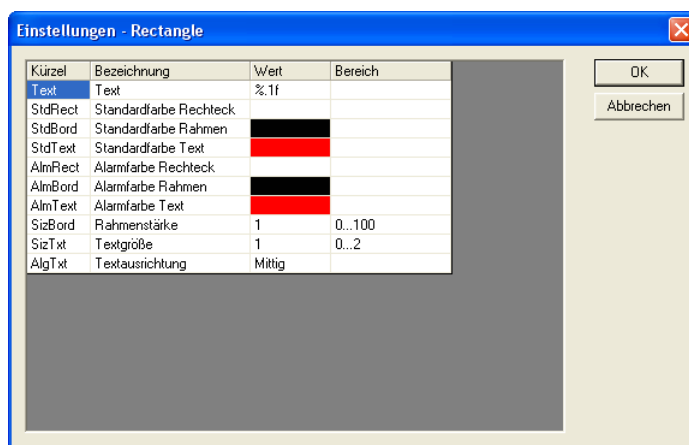 Einstellungen - Rectangle
Kürzel Bezeichnung Wert Bereich
Text Text %.1f
StdRect Standardfarbe Rechteck
StdBord Standardfarbe Rahmen
StdText Standardfarbe Text
AlmRect Alarmfarbe Rechteck
AlmBord Alarmfarbe Rahmen
AlmText Alarmfarbe Text
SizBord Rahmenstärke 1 0...100
SizTxt Textgröße 1 0...2
AlgTxt Textausrichtung Mittig
OK
Abbrechen